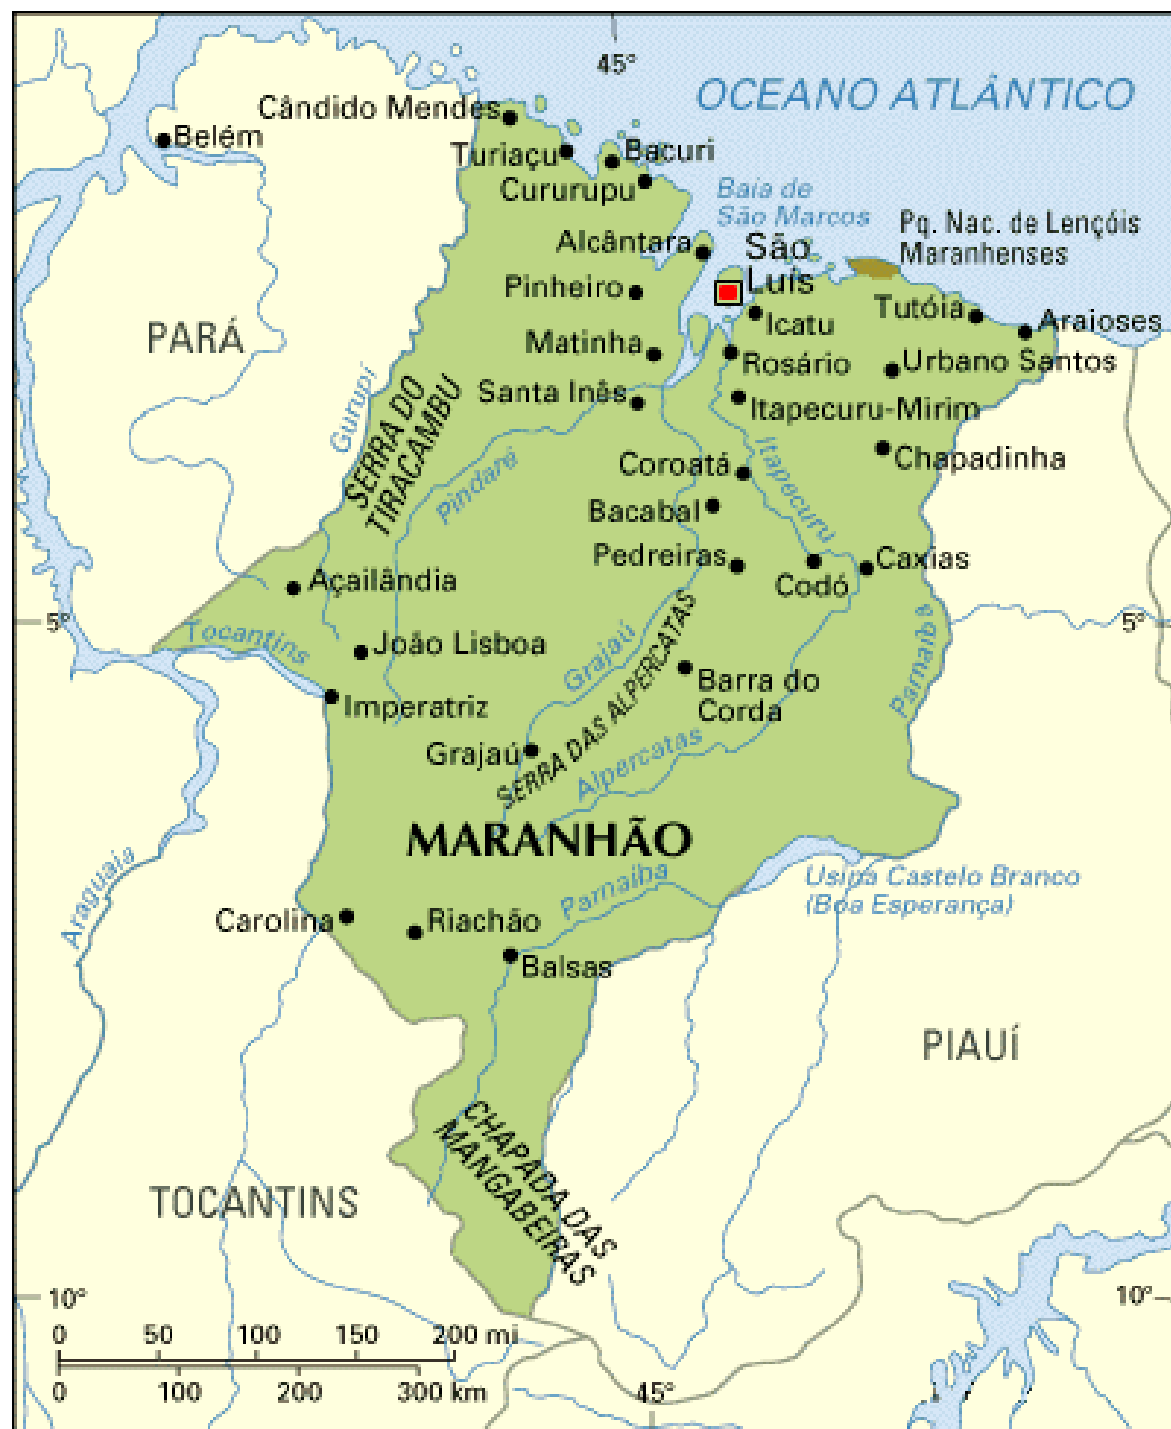 45°
OCEANO ATLÂNTICO
Cândido Mendes
Belém
Turiaçu
Bacuri
Cururupu
Baía de
São Marcos
Pq. Nac. de Lençóis
Maranhenses
Alcântara
São
Luís
Pinheiro
Icatu
Tutóia
Araioses
PARÁ
Matinha
Rosário
Urbano Santos
Santa Inês
Itapecuru-Mirim
Gurupi
SERRA DO
TIRACAMBU
Pindaré
Coroatá
Itapecuru
Chapadinha
Bacabal
Pedreiras
Codó
Caxias
Açailândia
5°
5°
Tocantins
João Lisboa
Grajaú
SERRA DAS ALPERCATAS
Barra do
Corda
Parnaíba
Imperatriz
Grajaú
Alpercatas
MARANHÃO
Araguaia
Parnaíba
Usina Castelo Branco
(Boa Esperança)
Carolina
Riachão
Balsas
PIAUÍ
CHAPADA DAS
MANGABEIRAS
TOCANTINS
10°
10°
0 50 100 150 200 mi
0 100 200 300 km
45°